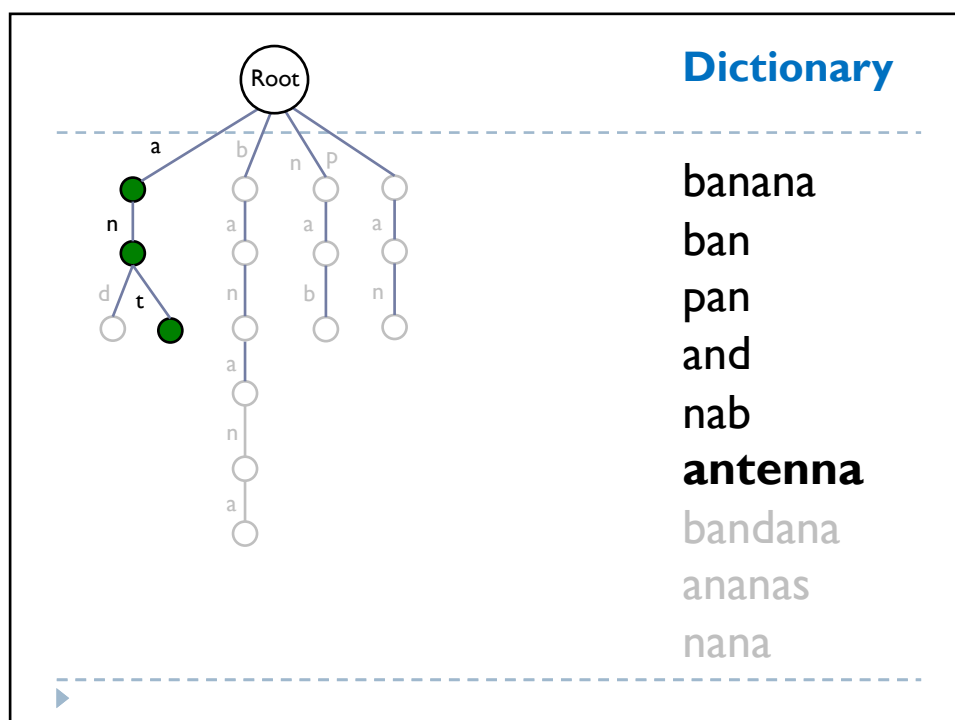 Root
Dictionary
a
b
n
p
n
a
a
a
d
t
n
b
n
a
n
a
banana
ban
pan
and
nab
antenna
bandana
ananas
nana